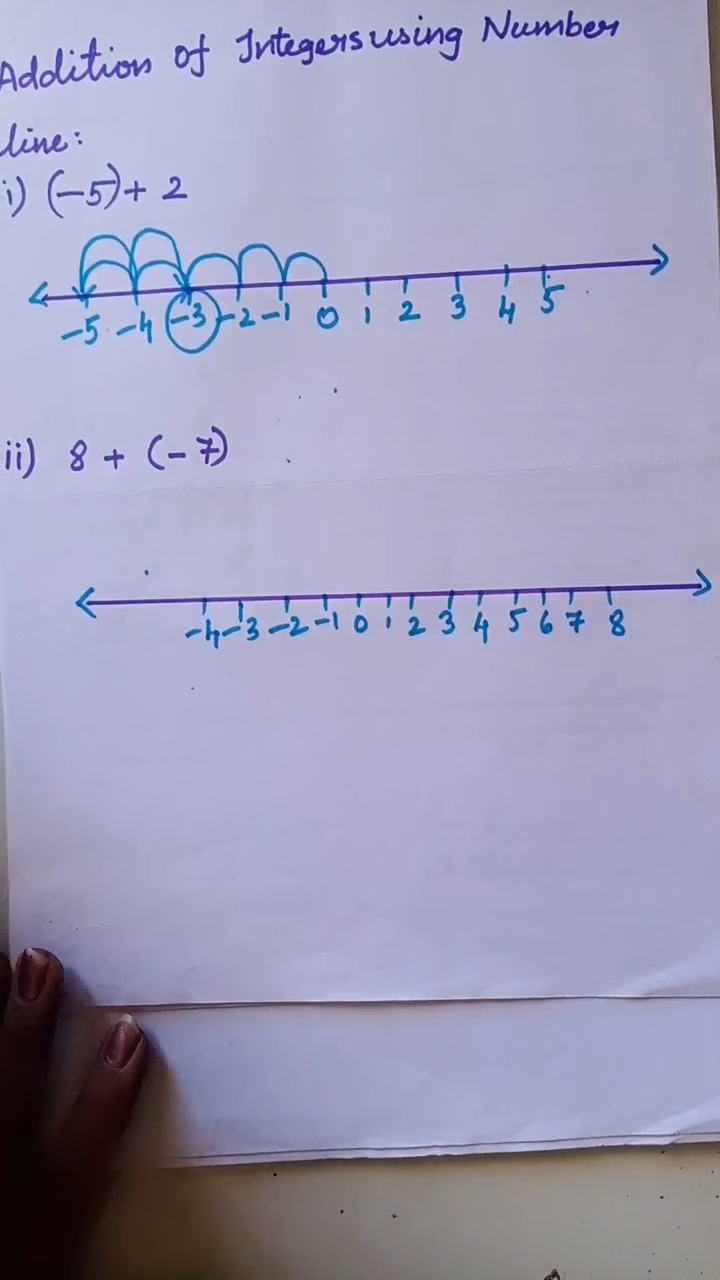 Addition of Integers using Number
line:
i) (-5) + 2
-5 -4 -3 -2 -1 0 1 2 3 4 5
ii) 8 + (-7)
-4 -3 -2 -1 0 1 2 3 4 5 6 7 8